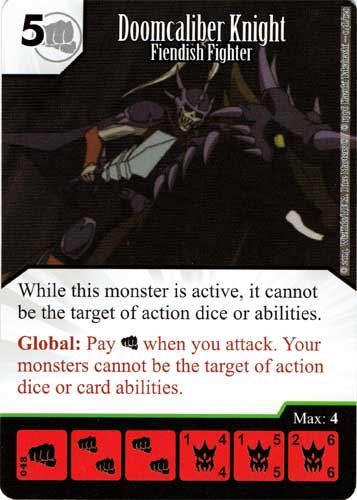 5
Doomcaliber Knight
Fiendish Fighter
While this monster is active, it cannot
be the target of action dice or abilities.
Global: Pay when you attack. Your
monsters cannot be the target of action
dice or card abilities.
Max: 4
048
1 4
4
1 5
5
2 6
6